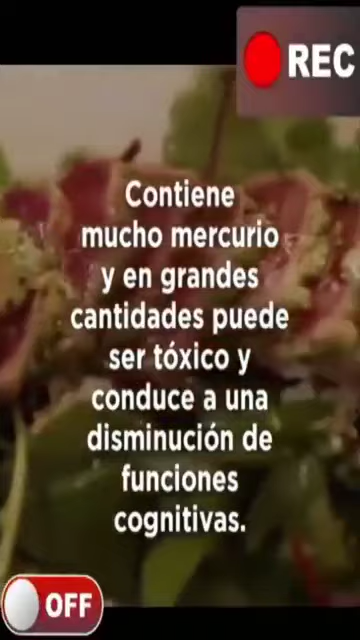 REC
Contiene
mucho mercurio
y en grandes
cantidades puede
ser tóxico y
conduce a una
disminución de
funciones
cognitivas.
OFF